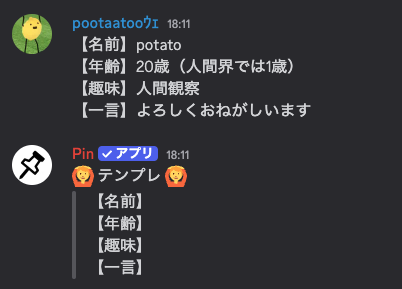 pootaatooｳｪ 18:11
【名前】potato
【年齢】20歳（人間界では1歳）
【趣味】人間観察
【一言】よろしくおねがしいます
Pin アプリ 18:11
🙆テンプレ🙆
【名前】
【年齢】
【趣味】
【一言】